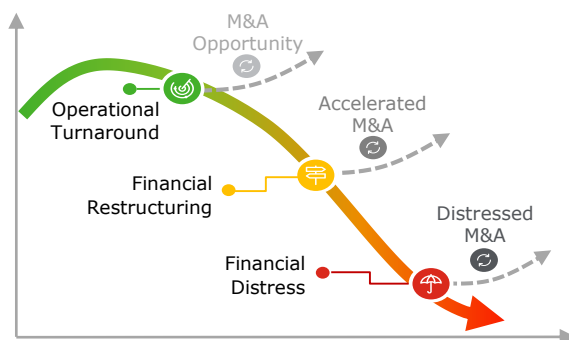 M&A
Opportunity
Operational
Turnaround
Accelerated
M&A
Financial
Restructuring
Distressed
M&A
Financial
Distress